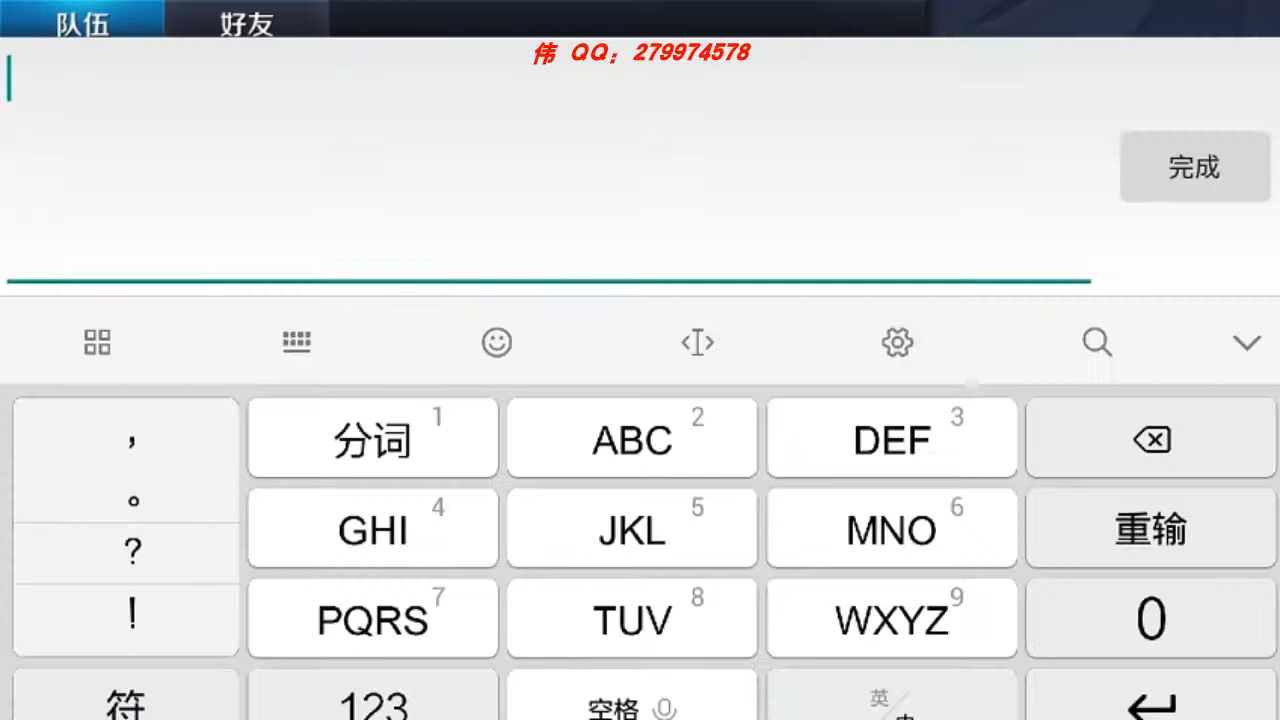 队伍 好友
伟 QQ：279974578
完成
， 分词 1 ABC 2 DEF 3
。
GHI 4 JKL 5 MNO 6 重输
?
PQRS 7 TUV 8 WXYZ 9 0
!
符 123 空格 英 中